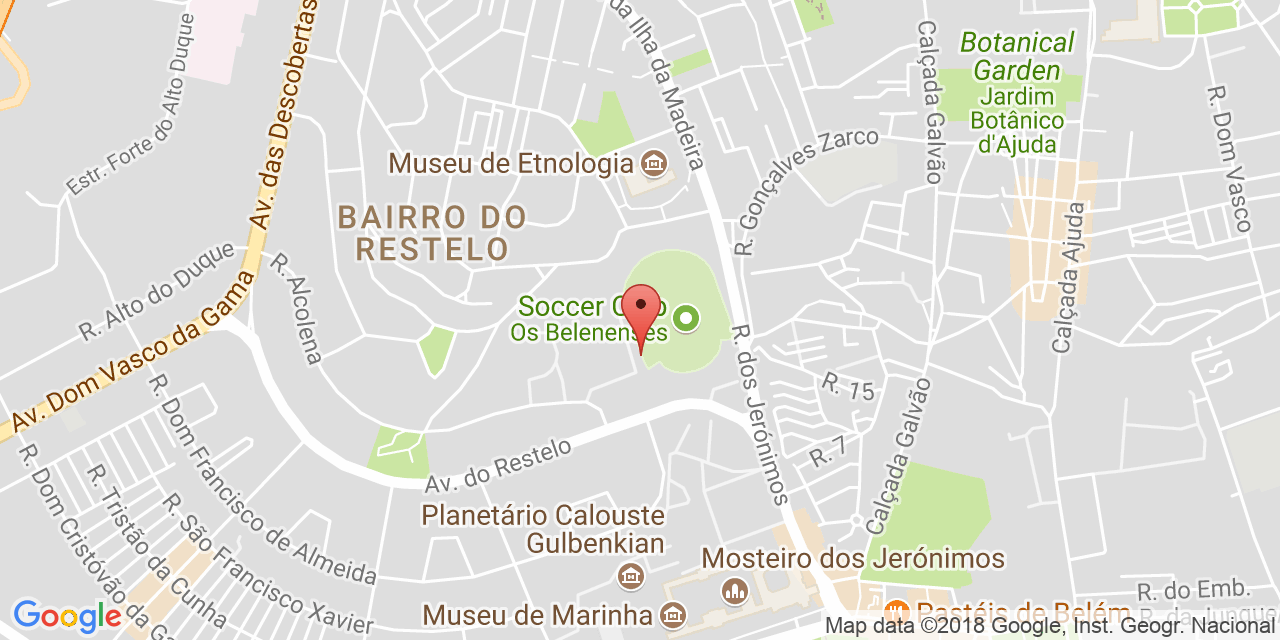 da Ilha da Madeira
Calçada Galvão
Botanical
Garden
Jardim
Botânico
d'Ajuda
R. Dom Vasco
Estr. Forte do Alto Duque
Av. das Descobertas
Museu de Etnologia
R. Gonçalves Zarco
BAIRRO DO
RESTELO
Calçada Ajuda
R. Alto do Duque
R. Alcolena
Soccer
Os Belenenses
Av. Dom Vasco da Gama
R. dos Jerónimos
R. 15
R. Dom Francisco de Almeida
Calçada Galvão
R. 7
Av. do Restelo
R. Dom Cristóvão da Ga
R. Tristão da Cunha
R. São Francisco Xavier
Planetário Calouste
Gulbenkian
Mosteiro dos Jerónimos
R. do Emb.
Museu de Marinha
Pastéis de Belém
R. da Junque
Google
Map data ©2018 Google, Inst. Geogr. Nacional